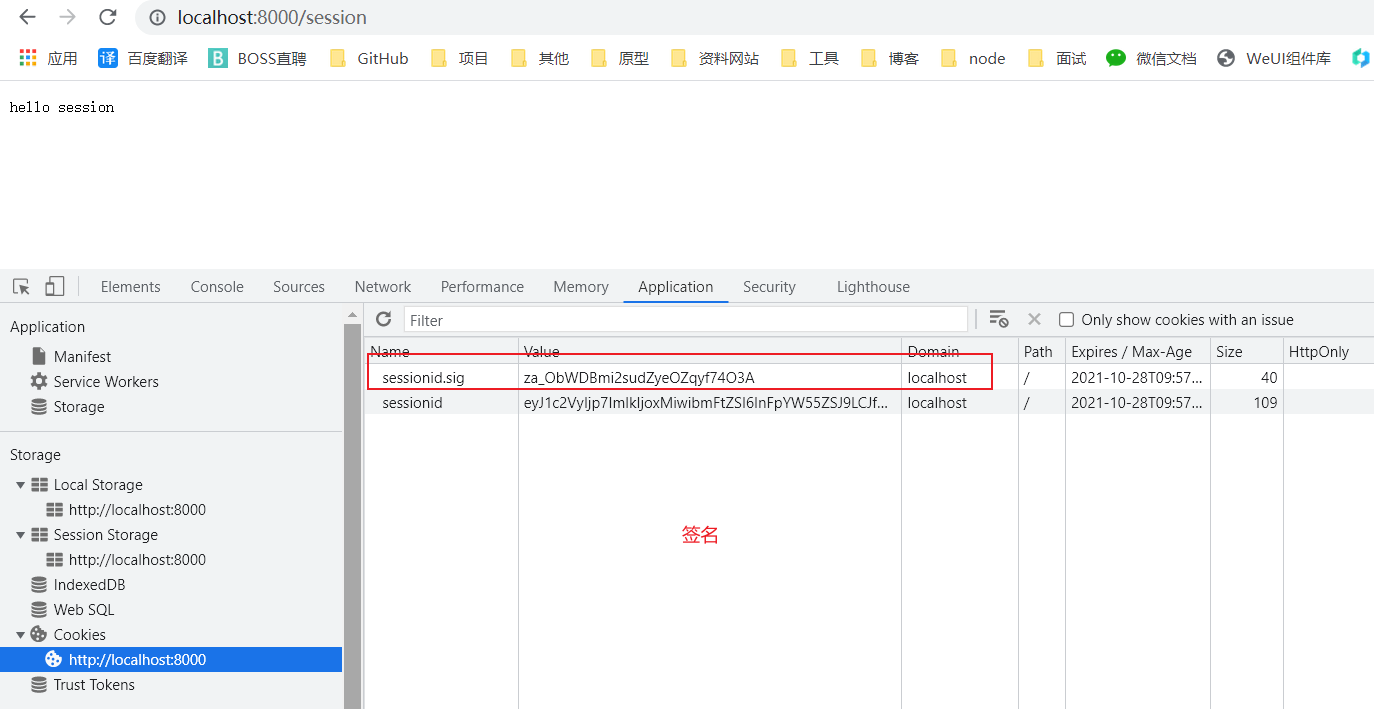 localhost:8000/session
应用 百度翻译 BOSS直聘 GitHub 项目 其他 原型 资料网站 工具 博客 node 面试 微信文档 WeUI组件库
hello session
Elements Console Sources Network Performance Memory Application Security Lighthouse
Application
Manifest
Service Workers
Storage
Storage
Local Storage
http://localhost:8000
Session Storage
http://localhost:8000
IndexedDB
Web SQL
Cookies
http://localhost:8000
Trust Tokens
Filter
Only show cookies with an issue
Name Value Domain Path Expires / Max-Age Size HttpOnly
sessionid.sig za_ObWDBmi2sudZyeOZqyf74O3A localhost / 2021-10-28T09:57... 40
sessionid eyJ1c2VyIjp7ImlkIjoxMiwibmFtZSI6InFpYW55ZSJ9LCJf... localhost / 2021-10-28T09:57... 109
签名